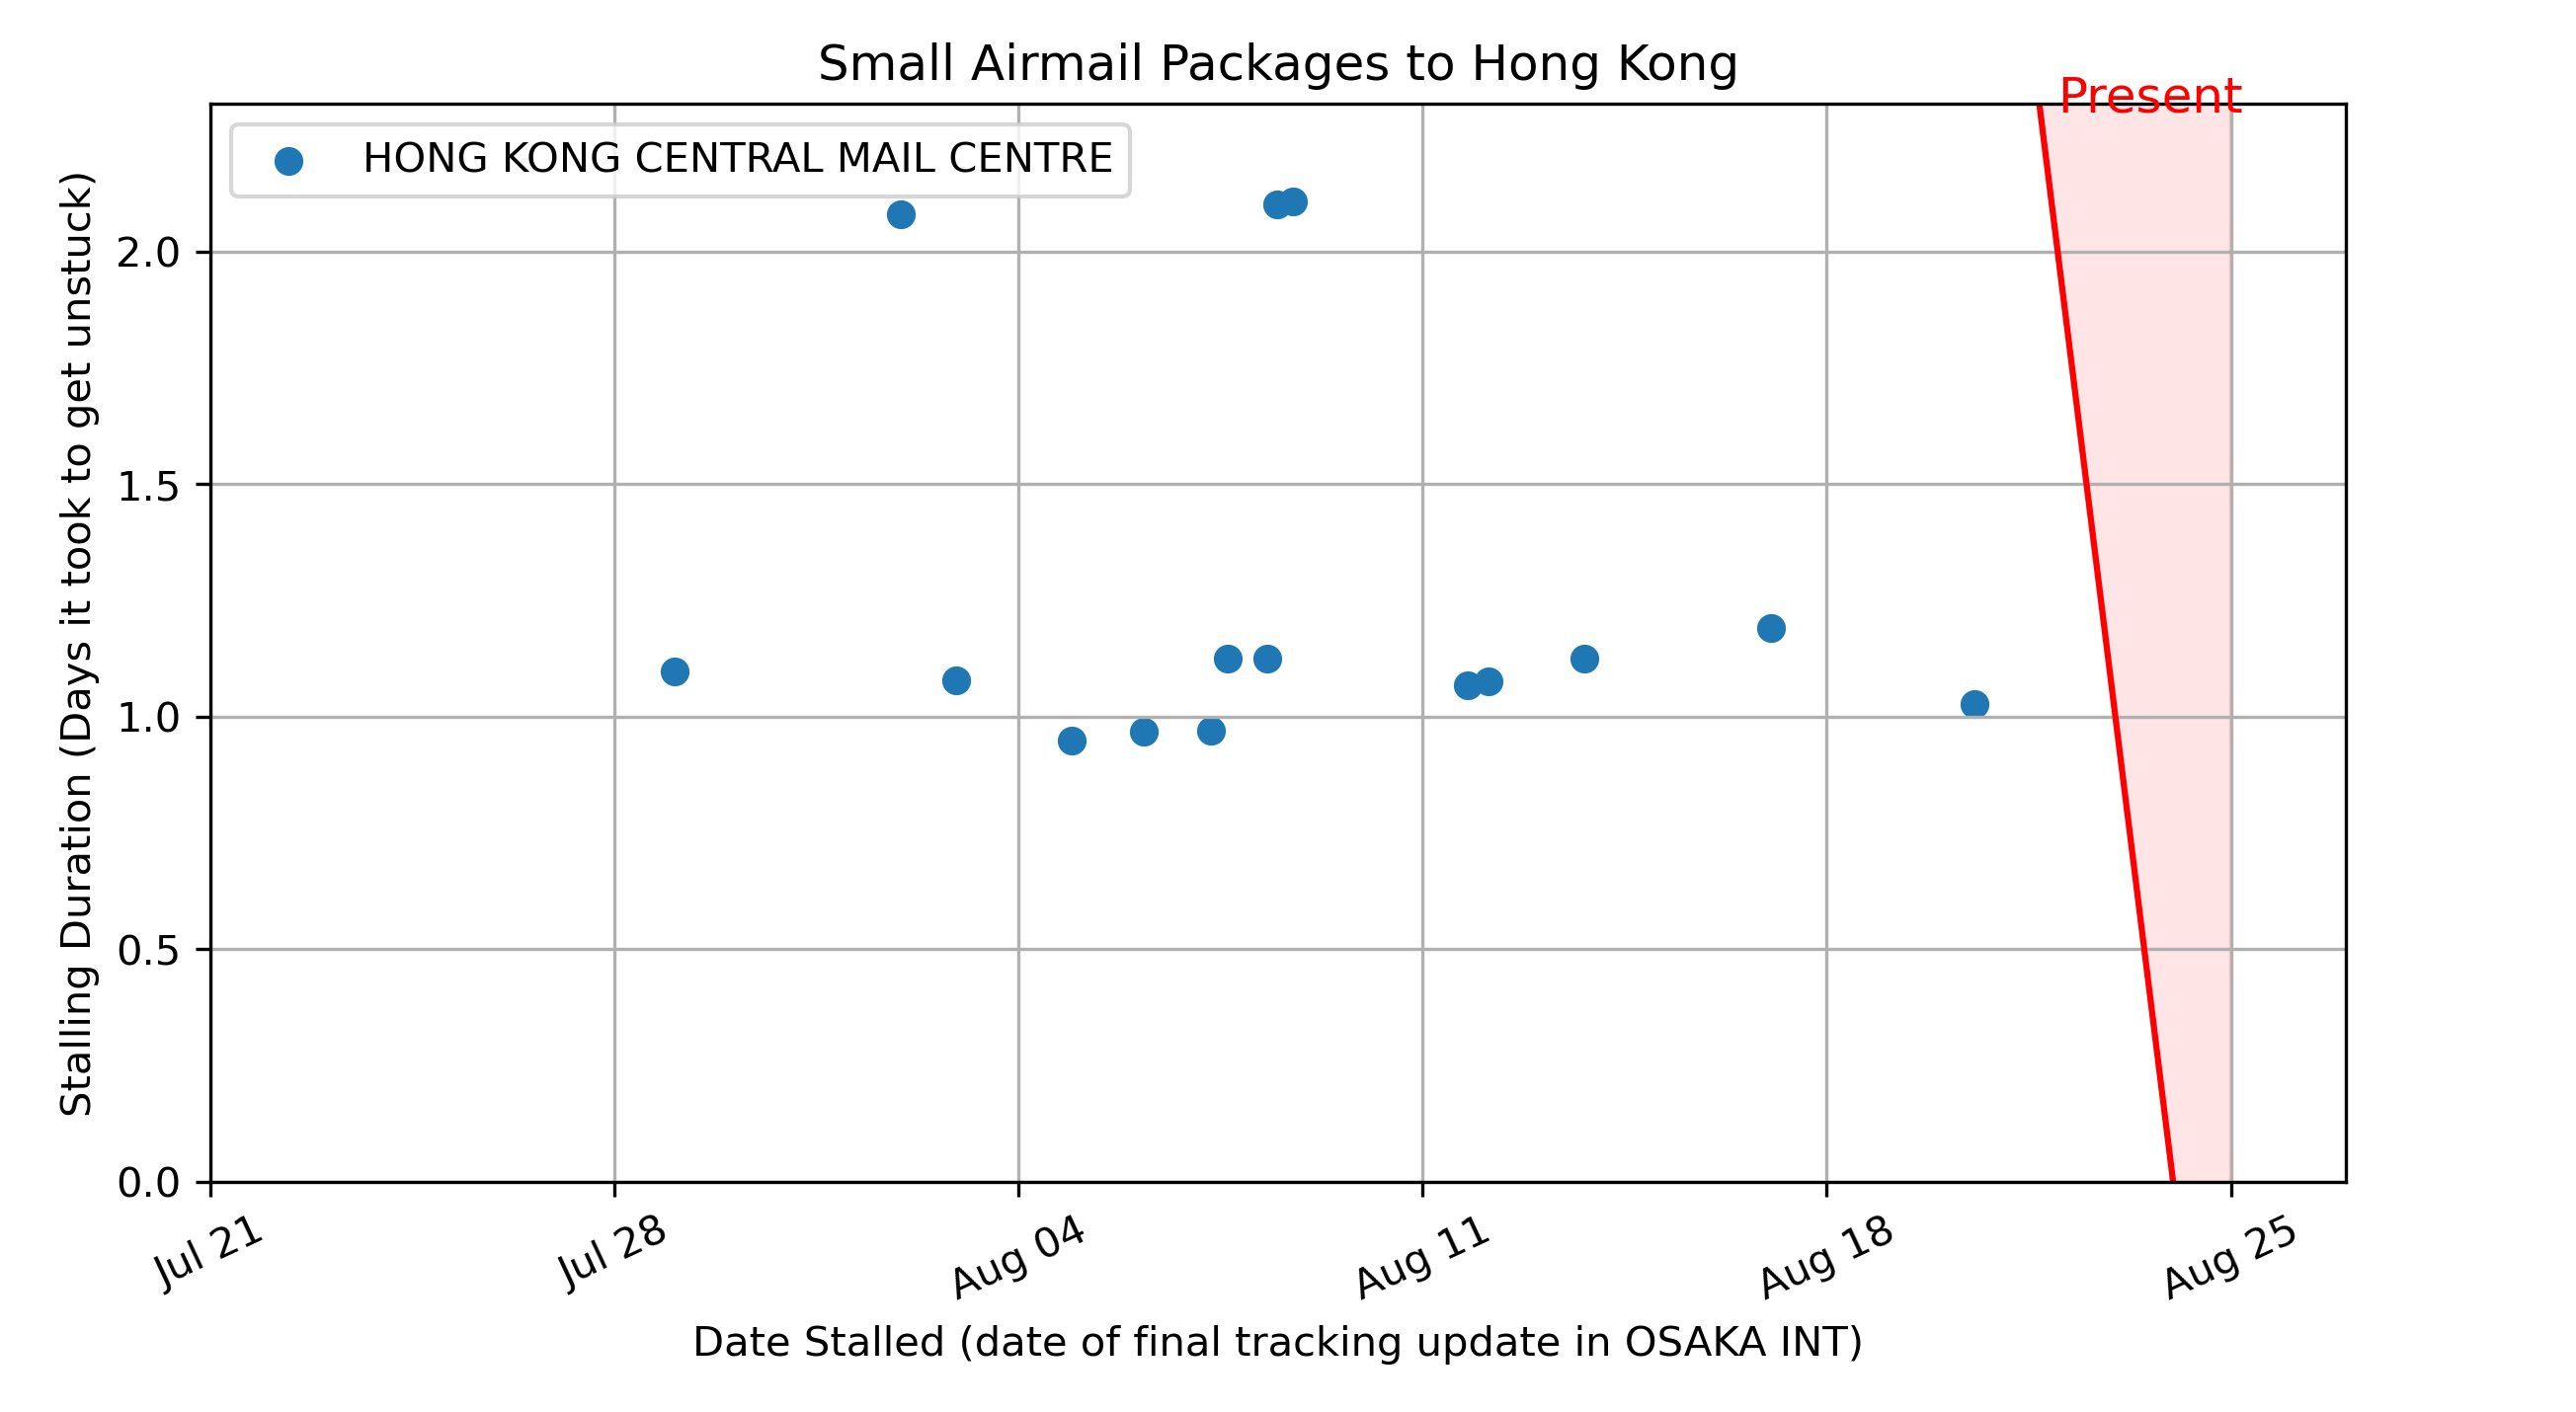 Small Airmail Packages to Hong Kong
Present
HONG KONG CENTRAL MAIL CENTRE
Stalling Duration (Days it took to get unstuck)
2.0
1.5
1.0
0.5
0.0
Jul 21
Jul 28
Aug 04
Aug 11
Aug 18
Aug 25
Date Stalled (date of final tracking update in OSAKA INT)